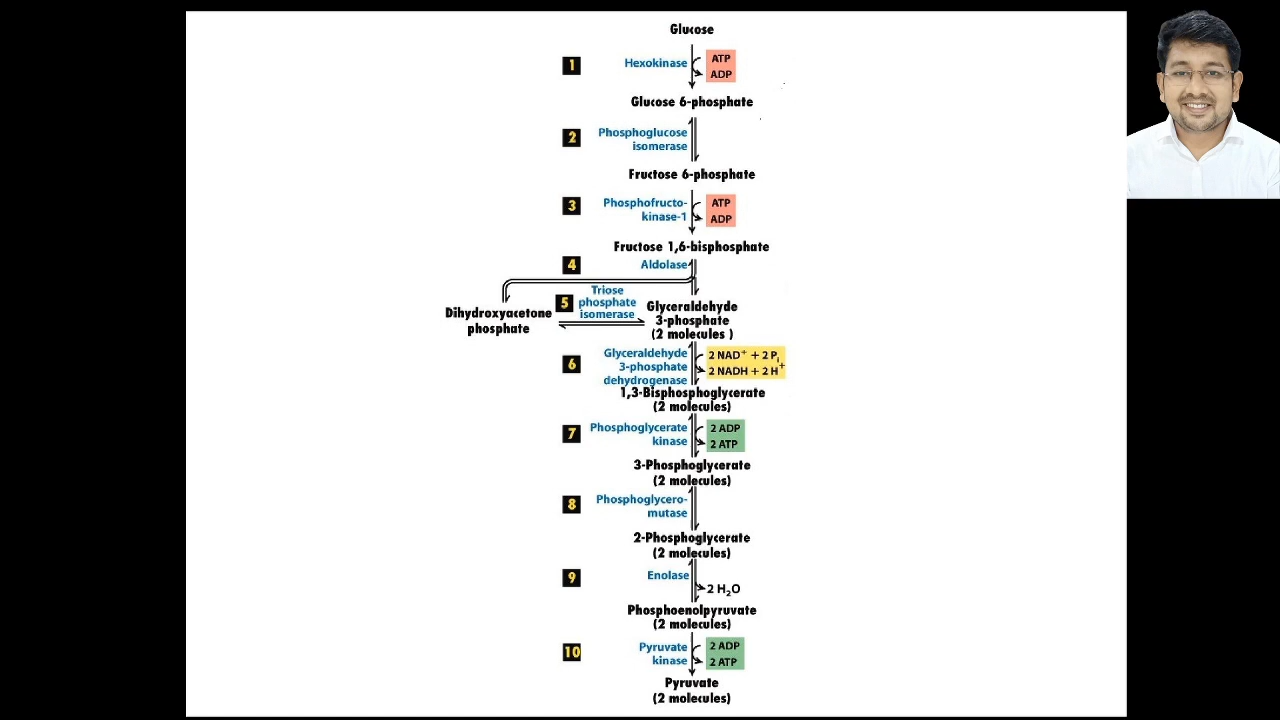 Glucose
1
Hexokinase
ATP
ADP
Glucose 6-phosphate
2
Phosphoglucose
isomerase
Fructose 6-phosphate
3
Phosphofructo-
kinase-1
ATP
ADP
Fructose 1,6-bisphosphate
4
Aldolase
5
Triose
phosphate
isomerase
Dihydroxyacetone
phosphate
Glyceraldehyde
3-phosphate
(2 molecules )
6
Glyceraldehyde
3-phosphate
dehydrogenase
2 NAD⁺ + 2 Pᵢ
2 NADH + 2 H⁺
1,3-Bisphosphoglycerate
(2 molecules)
7
Phosphoglycerate
kinase
2 ADP
2 ATP
3-Phosphoglycerate
(2 molecules)
8
Phosphoglycero-
mutase
2-Phosphoglycerate
(2 molecules)
9
Enolase
2 H₂O
Phosphoenolpyruvate
(2 molecules)
10
Pyruvate
kinase
2 ADP
2 ATP
Pyruvate
(2 molecules)